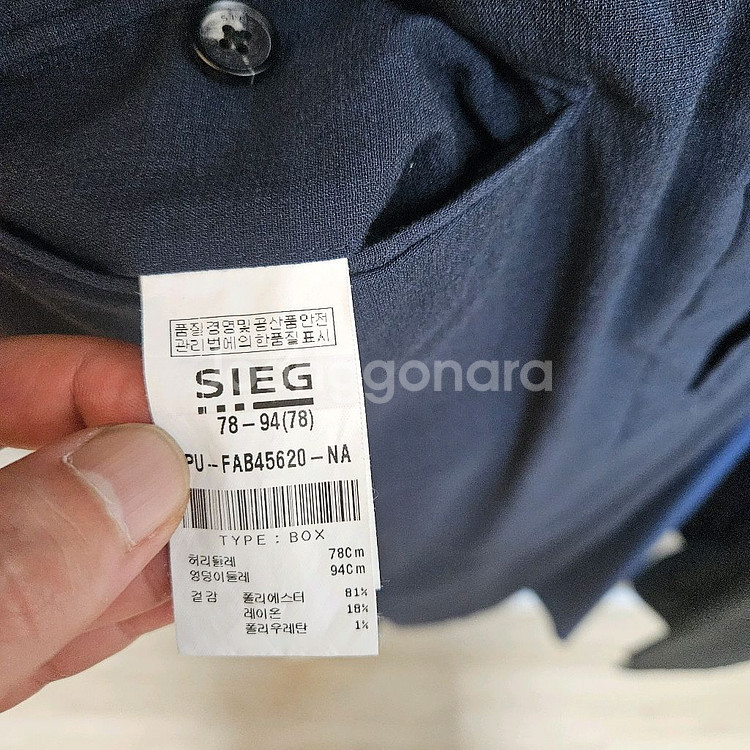 품질경영및공산품안전
관리법에의한품질표시
SIEG
78-94(78)
PU-FAB45620-NA
TYPE:BOX
허리둘레 78Cm
엉덩이둘레 94Cm
겉감 폴리에스터 81%
레이온 18%
폴리우레탄 1%